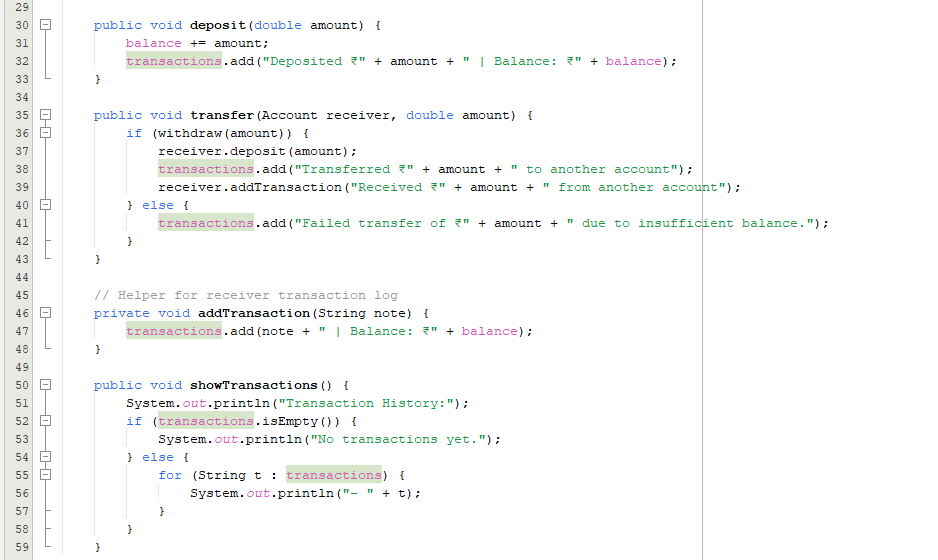 29
30 public void deposit(double amount) {
31 balance += amount;
32 transactions.add("Deposited ₹" + amount + " | Balance: ₹" + balance);
33 }
34
35 public void transfer(Account receiver, double amount) {
36 if (withdraw(amount)) {
37 receiver.deposit(amount);
38 transactions.add("Transferred ₹" + amount + " to another account");
39 receiver.addTransaction("Received ₹" + amount + " from another account");
40 } else {
41 transactions.add("Failed transfer of ₹" + amount + " due to insufficient balance.");
42 }
43 }
44
45 // Helper for receiver transaction log
46 private void addTransaction(String note) {
47 transactions.add(note + " | Balance: ₹" + balance);
48 }
49
50 public void showTransactions() {
51 System.out.println("Transaction History:");
52 if (transactions.isEmpty()) {
53 System.out.println("No transactions yet.");
54 } else {
55 for (String t : transactions) {
56 System.out.println("- " + t);
57 }
58 }
59 }